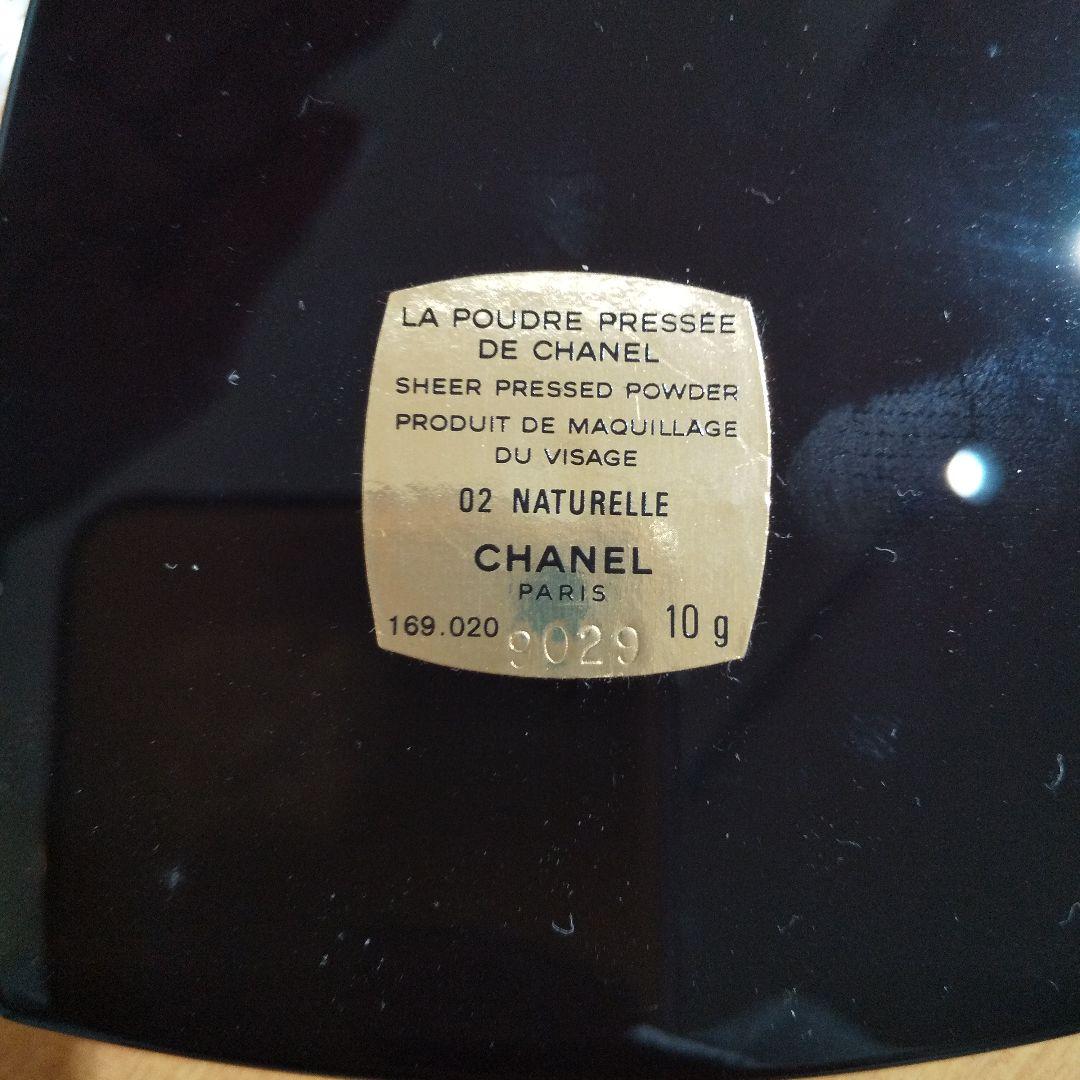 LA POUDRE PRESSÉE
DE CHANEL
SHEER PRESSED POWDER
PRODUIT DE MAQUILLAGE
DU VISAGE
02 NATURELLE
CHANEL
PARIS
169.020 9029 10 g